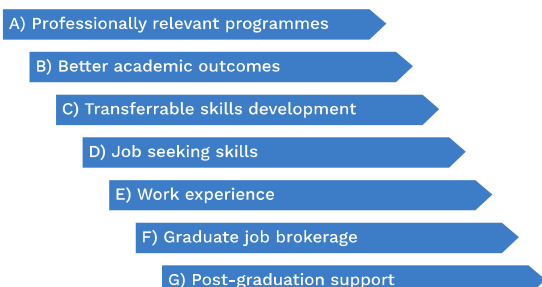 A) Professionally relevant programmes
B) Better academic outcomes
C) Transferrable skills development
D) Job seeking skills
E) Work experience
F) Graduate job brokerage
G) Post-graduation support